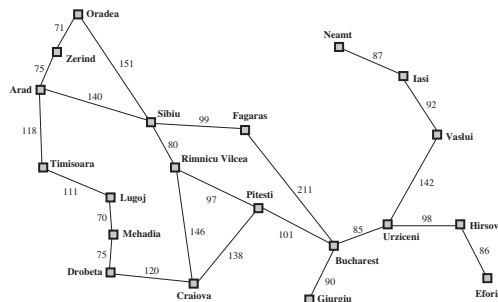 Oradea
71
Neamt
Zerind
87
75
151
Iasi
Arad
140
92
Sibiu
99
Fagaras
118
Vaslui
80
Timisoara
Rimnicu Vilcea
142
111
211
Lugoj
97
Pitesti
70
98
Hirsov
146
85
Mehadia
101
Urziceni
75
138
86
Bucharest
Drobeta
120
90
Craiova
Giurgiu
Efori